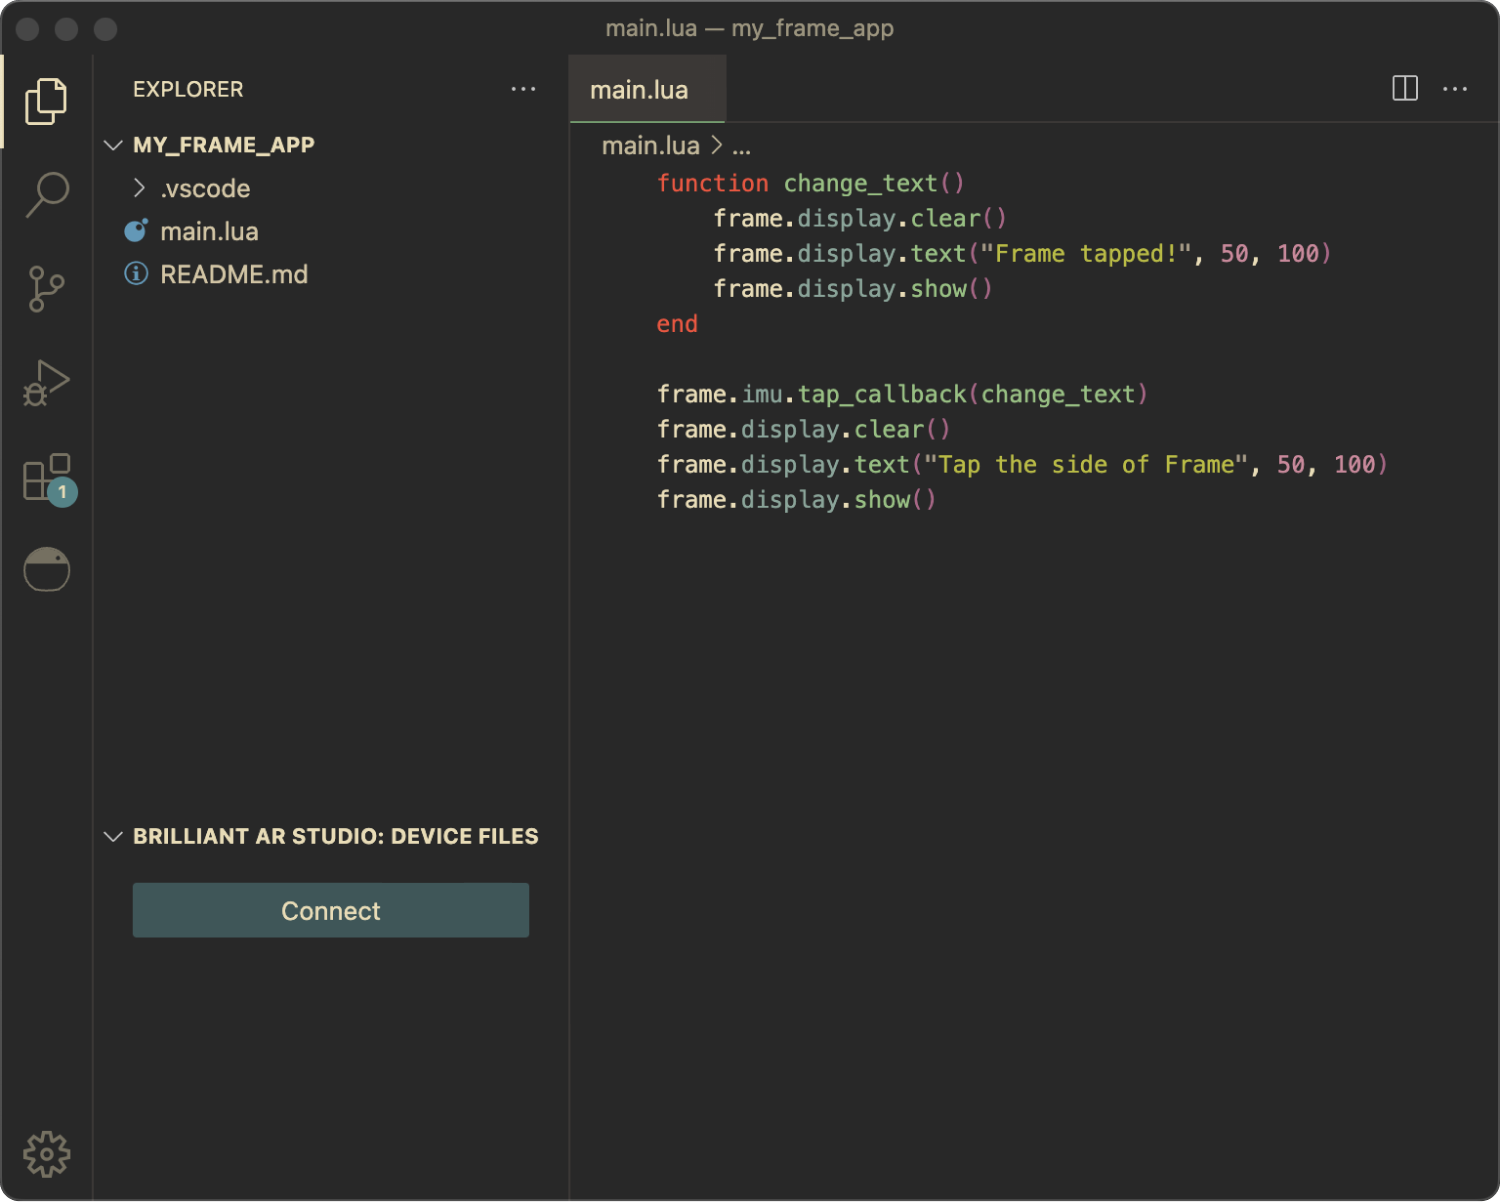 main.lua — my_frame_app
EXPLORER
MY_FRAME_APP
.vscode
main.lua
README.md
1
BRILLIANT AR STUDIO: DEVICE FILES
Connect
main.lua
main.lua > ...
function change_text()
    frame.display.clear()
    frame.display.text("Frame tapped!", 50, 100)
    frame.display.show()
end

frame.imu.tap_callback(change_text)
frame.display.clear()
frame.display.text("Tap the side of Frame", 50, 100)
frame.display.show()